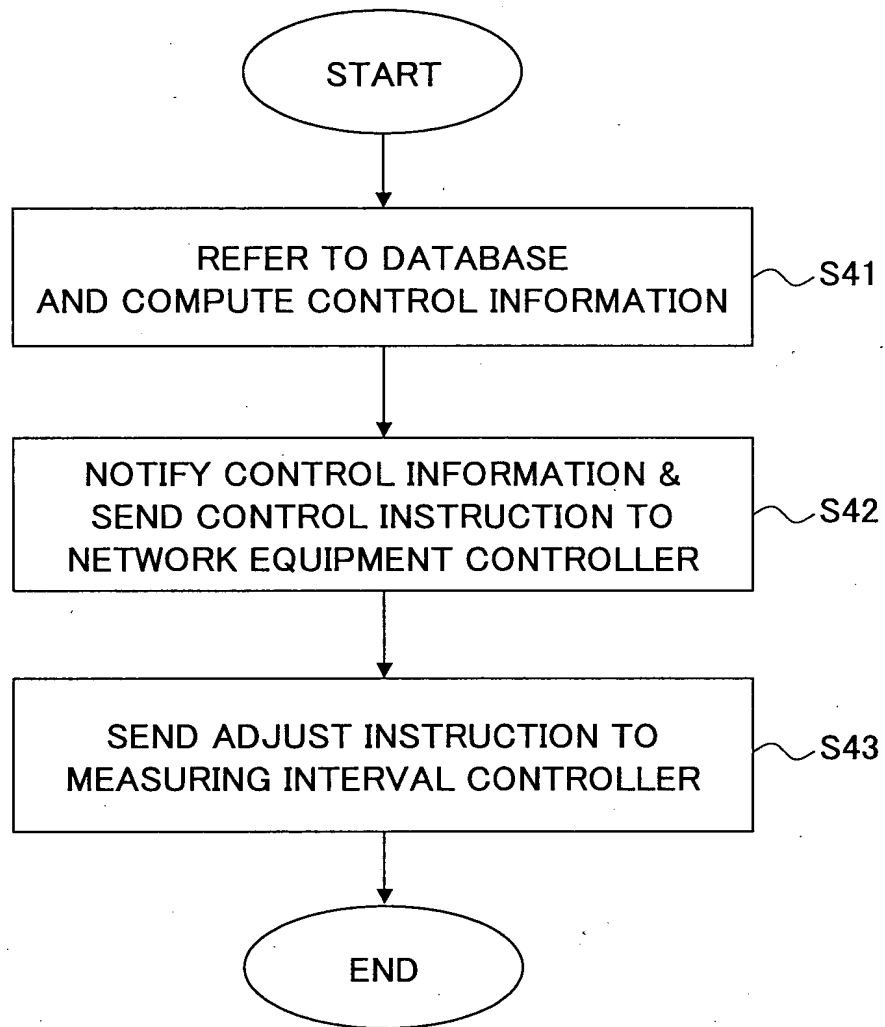 START
REFER TO DATABASE
AND COMPUTE CONTROL INFORMATION
S41
NOTIFY CONTROL INFORMATION &
SEND CONTROL INSTRUCTION TO
NETWORK EQUIPMENT CONTROLLER
S42
SEND ADJUST INSTRUCTION TO
MEASURING INTERVAL CONTROLLER
S43
END